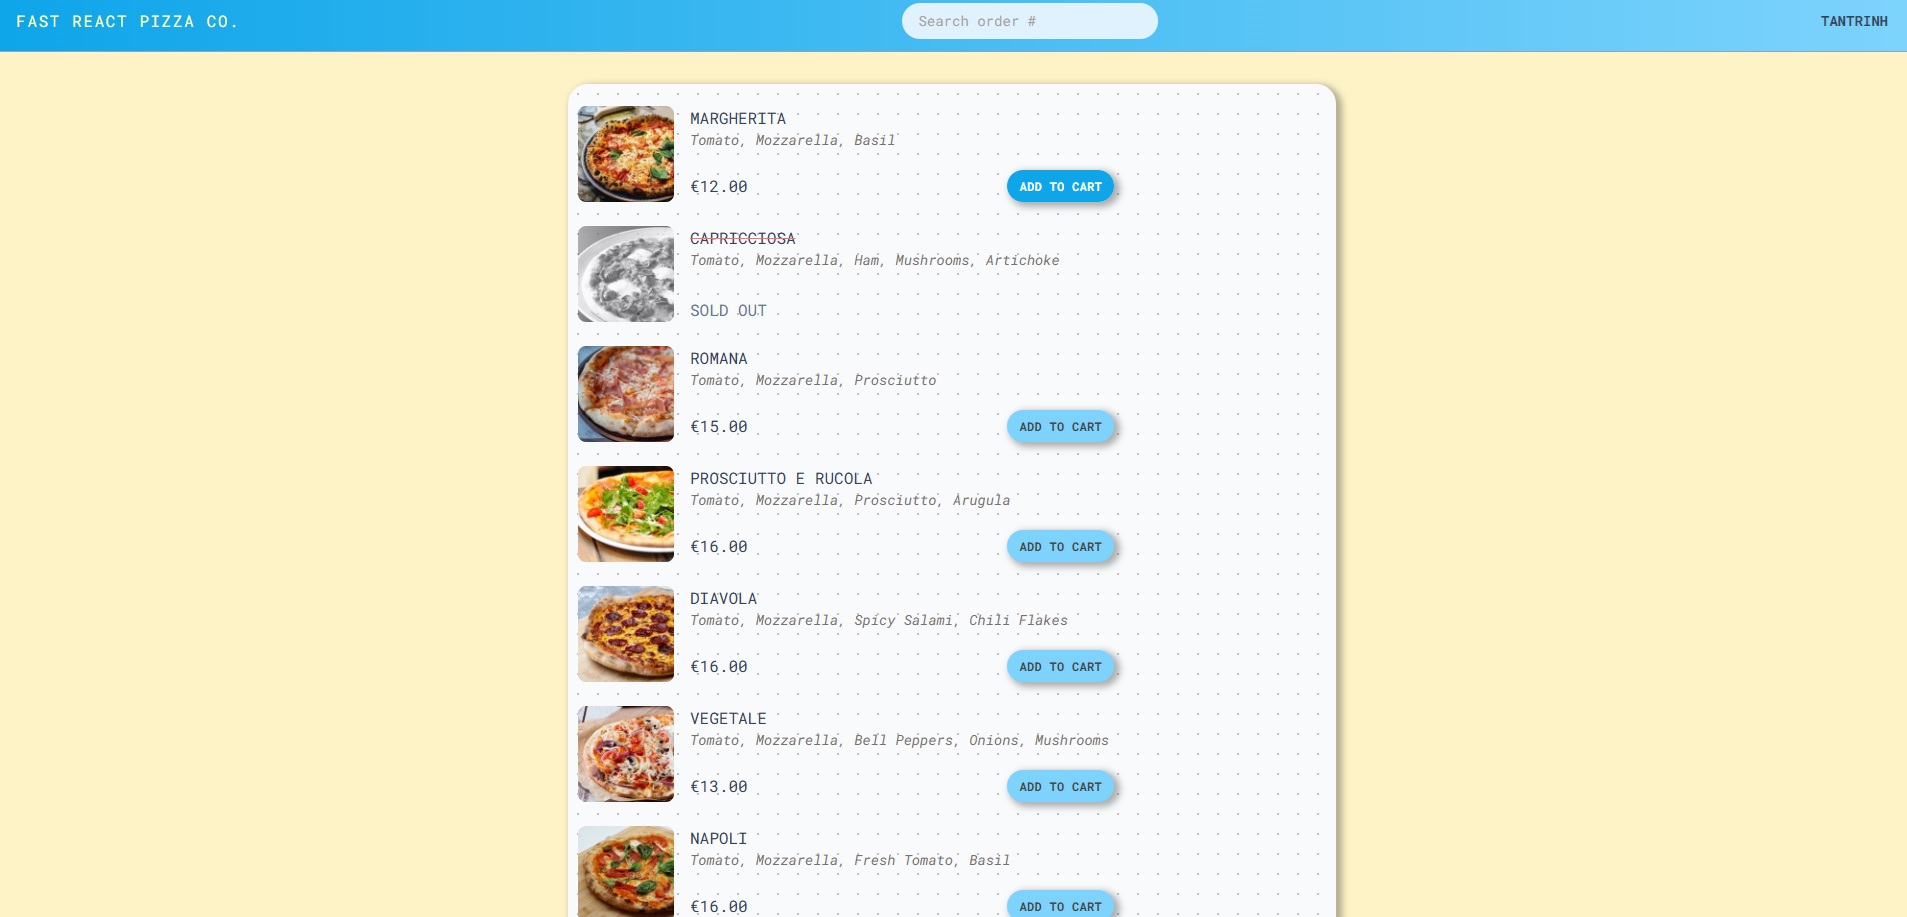 FAST REACT PIZZA CO.
Search order #
TANTRINH
MARGHERITA
Tomato, Mozzarella, Basil
€12.00
ADD TO CART
CAPRICCIOSA
Tomato, Mozzarella, Ham, Mushrooms, Artichoke
SOLD OUT
ROMANA
Tomato, Mozzarella, Prosciutto
€15.00
ADD TO CART
PROSCIUTTO E RUCOLA
Tomato, Mozzarella, Prosciutto, Arugula
€16.00
ADD TO CART
DIAVOLA
Tomato, Mozzarella, Spicy Salami, Chili Flakes
€16.00
ADD TO CART
VEGETALE
Tomato, Mozzarella, Bell Peppers, Onions, Mushrooms
€13.00
ADD TO CART
NAPOLI
Tomato, Mozzarella, Fresh Tomato, Basil
€16.00
ADD TO CART